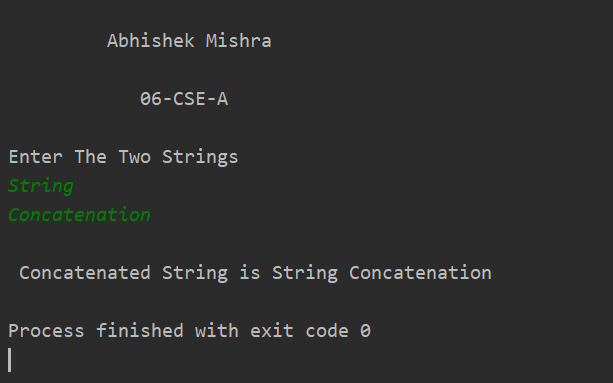 Abhishek Mishra
06-CSE-A
Enter The Two Strings
String
Concatenation
Concatenated String is String Concatenation
Process finished with exit code 0